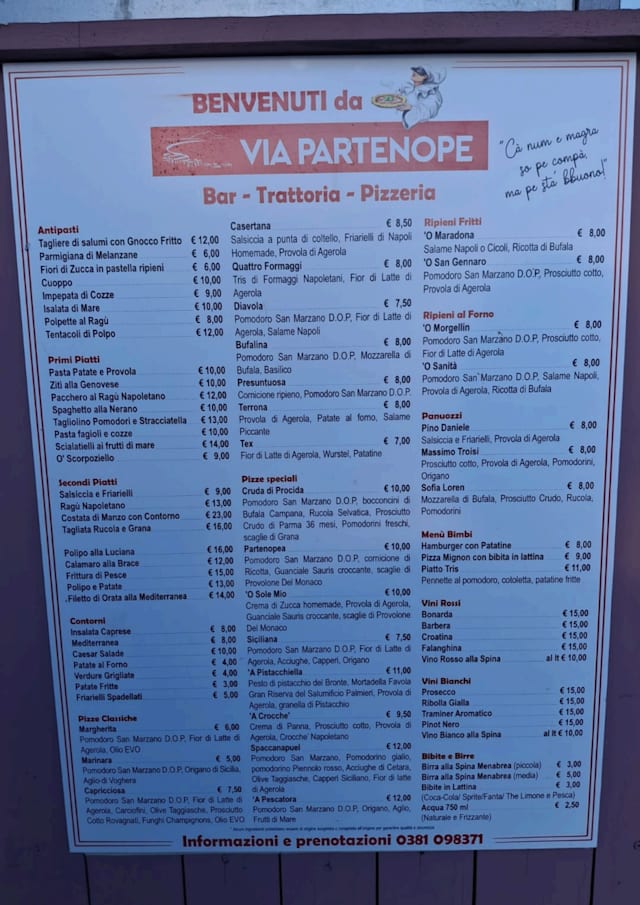 BENVENUTI da
VIA PARTENOPE
Bar - Trattoria - Pizzeria
"Cà num e magra
so pe compà,
ma pe sta' bbuono!"
Antipasti
Tagliere di salumi con Gnocco Fritto € 12,00
Parmigiana di Melanzane € 6,00
Fiori di Zucca in pastella ripieni € 6,00
Cuoppo € 10,00
Impepata di Cozze € 9,00
Isalata di Mare € 10,00
Polpette al Ragù € 8,00
Tentacoli di Polpo € 12,00
Primi Piatti
Pasta Patate e Provola € 10,00
Ziti alla Genovese € 10,00
Pacchero al Ragù Napoletano € 12,00
Spaghetto alla Nerano € 10,00
Tagliolino Pomodori e Stracciatella € 13,00
Pasta fagioli e cozze € 10,00
Scialatielli ai frutti di mare € 14,00
O' Scorpoziello € 9,00
Secondi Piatti
Salsiccia e Friarielli € 9,00
Ragù Napoletano € 13,00
Costata di Manzo con Contorno € 23,00
Tagliata Rucola e Grana € 16,00
Polipo alla Luciana € 16,00
Calamaro alla Brace € 12,00
Frittura di Pesce € 15,00
Polipo e Patate € 13,00
Filetto di Orata alla Mediterranea € 14,00
Contorni
Insalata Caprese € 8,00
Mediterranea € 8,00
Caesar Salade € 10,00
Patate al Forno € 4,00
Verdure Grigliate € 4,00
Patate Fritte € 3,00
Friarielli Spadellati € 5,00
Pizze Classiche
Margherita € 6,00
Pomodoro San Marzano D.O.P, Fior di Latte di
Agerola, Olio EVO
Marinara € 5,00
Pomodoro San Marzano D.O.P, Origano di Sicilia,
Aglio di Voghera
Capricciosa € 7,50
Pomodoro San Marzano D.O.P, Fior di Latte di
Agerola, Carciofini, Olive Taggiasche, Prosciutto
Cotto Rovagnati, Funghi Champignons, Olio EVO
Casertana € 8,50
Salsiccia a punta di coltello, Friarielli di Napoli
Homemade, Provola di Agerola
Quattro Formaggi € 8,00
Tris di Formaggi Napoletani, Fior di Latte di
Agerola
Diavola € 7,50
Pomodoro San Marzano D.O.P, Fior di Latte di
Agerola, Salame Napoli
Bufalina € 8,00
Pomodoro San Marzano D.O.P, Mozzarella di
Bufala, Basilico
Presuntuosa € 8,00
Cornicione ripieno, Pomodoro San Marzano D.O.P
Terrona € 8,00
Provola di Agerola, Patate al forno, Salame
Piccante
Tex € 7,00
Fior di Latte di Agerola, Wurstel, Patatine
Pizze speciali
Cruda di Procida € 10,00
Pomodoro San Marzano D.O.P, bocconcini di
Bufala Campana, Rucola Selvatica, Prosciutto
Crudo di Parma 36 mesi, Pomodorini freschi,
scaglie di Grana
Partenopea € 10,00
Pomodoro San Marzano D.O.P, cornicione di
Ricotta, Guanciale Sauris croccante, scaglie di
Provolone Del Monaco
'O Sole Mio € 10,00
Crema di Zucca homemade, Provola di Agerola,
Guanciale Sauris croccante, scaglie di Provolone
Del Monaco
Siciliana € 7,50
Pomodoro San Marzano D.O.P, Fior di Latte di
Agerola, Acciughe, Capperi, Origano
'A Pistacchiella € 11,00
Pesto di pistacchio del Bronte, Mortadella Favola
Gran Riserva del Salumificio Palmieri, Provola di
Agerola, granella di Pistacchio
'A Crocche' € 9,50
Crema di Panna, Prosciutto cotto, Provola di
Agerola, Crocche' Napoletano
Spaccanapuel € 12,00
Pomodoro San Marzano, Pomodorino giallo,
pomodorino Piennolo rosso, Acciughe di Cetara,
Olive Taggiasche, Capperi Siciliano, Fior di latte
di Agerola
'A Pescatora € 12,00
Pomodoro San Marzano D.O.P, Origano, Aglio,
Frutti di Mare
Ripieni Fritti
'O Maradona € 8,00
Salame Napoli o Cicoli, Ricotta di Bufala
'O San Gennaro € 8,00
Pomodoro San Marzano D.O.P, Prosciutto cotto,
Provola di Agerola
Ripieni al Forno
'O Morgellin € 8,00
Pomodoro San Marzano D.O.P, Prosciutto cotto,
Fior di Latte di Agerola
'O Sanità € 8,00
Pomodoro San Marzano D.O.P, Salame Napoli,
Provola di Agerola, Ricotta di Bufala
Panuozzi
Pino Daniele € 8,00
Salsiccia e Friarielli, Provola di Agerola
Massimo Troisi € 8,00
Prosciutto cotto, Provola di Agerola, Pomodorini,
Origano
Sofia Loren € 8,00
Mozzarella di Bufala, Prosciutto Crudo, Rucola,
Pomodorini
Menù Bimbi
Hamburger con Patatine € 8,00
Pizza Mignon con bibita in lattina € 9,00
Piatto Tris € 11,00
Pennette al pomodoro, cololetta, patatine fritte
Vini Rossi
Bonarda € 15,00
Barbera € 15,00
Croatina € 15,00
Falanghina € 15,00
Vino Rosso alla Spina al lt € 10,00
Vini Bianchi
Prosecco € 15,00
Ribolla Gialla € 15,00
Traminer Aromatico € 15,00
Pinot Nero € 15,00
Vino Bianco alla Spina al lt € 10,00
Bibite e Birre
Birra alla Spina Menabrea (piccola) € 3,00
Birra alla Spina Menabrea (media) € 5,00
Bibite in Lattina € 3,00
(Coca-Cola/ Sprite/Fanta/ The Limone e Pesca)
Acqua 750 ml € 2,50
(Naturale e Frizzante)
Informazioni e prenotazioni 0381 098371